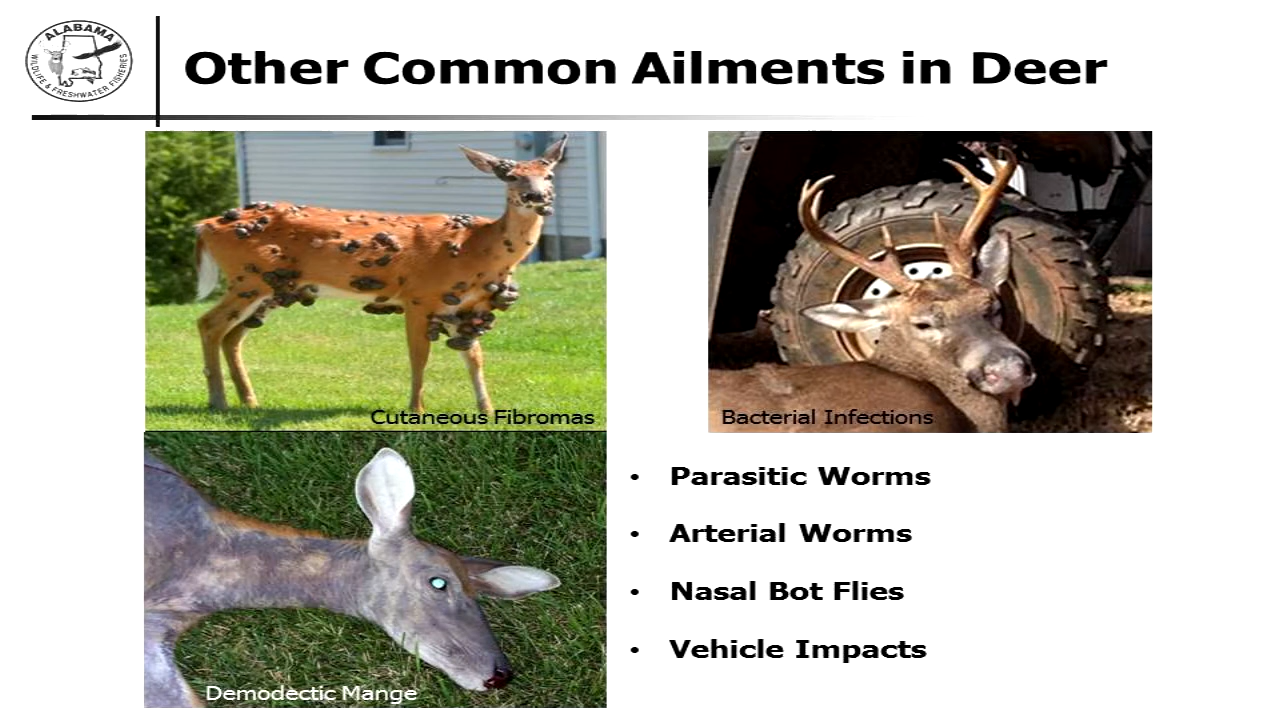 ALABAMA
WILDLIFE & FRESHWATER FISHERIES
Other Common Ailments in Deer
Cutaneous Fibromas
Bacterial Infections
Demodectic Mange
• Parasitic Worms
• Arterial Worms
• Nasal Bot Flies
• Vehicle Impacts